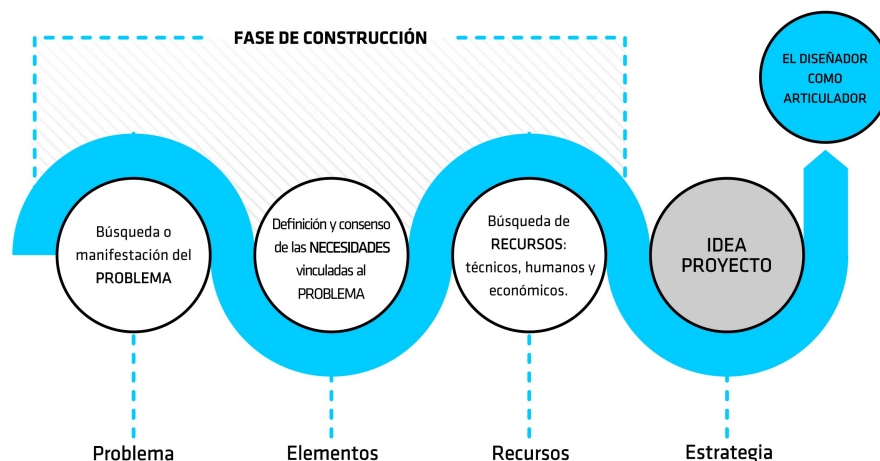 FASE DE CONSTRUCCIÓN
EL DISEÑADOR
COMO
ARTICULADOR
Búsqueda o
manifestación del
PROBLEMA
Definición y consenso
de las NECESIDADES
vinculadas al
PROBLEMA
Búsqueda de
RECURSOS:
técnicos, humanos y
económicos.
IDEA
PROYECTO
Problema
Elementos
Recursos
Estrategia